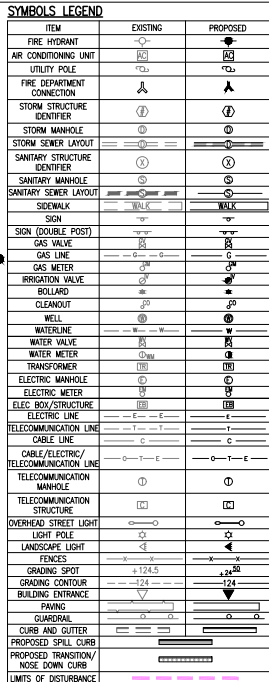 SYMBOLS LEGEND
ITEM EXISTING PROPOSED
FIRE HYDRANT
AIR CONDITIONING UNIT AC AC
UTILITY POLE
FIRE DEPARTMENT
CONNECTION
STORM STRUCTURE
IDENTIFIER
STORM MANHOLE D D
STORM SEWER LAYOUT D D
SANITARY STRUCTURE
IDENTIFIER X X
SANITARY MANHOLE S S
SANITARY SEWER LAYOUT S S
SIDEWALK WALK WALK
SIGN
SIGN (DOUBLE POST)
GAS VALVE GV GV
GAS LINE G G
GAS METER GM GM
IRRIGATION VALVE IV IV
BOLLARD
CLEANOUT CO CO
WELL W W
WATERLINE W W W
WATER VALVE WV WV
WATER METER WM
TRANSFORMER TR TR
ELECTRIC MANHOLE E E
ELECTRIC METER EM EM
ELEC BOX/STRUCTURE EB EB
ELECTRIC LINE E E E
TELECOMMUNICATION LINE T T T
CABLE LINE C C
CABLE/ELECTRIC/
TELECOMMUNICATION LINE C T E C T E
TELECOMMUNICATION
MANHOLE T T
TELECOMMUNICATION
STRUCTURE C C
OVERHEAD STREET LIGHT
LIGHT POLE
LANDSCAPE LIGHT
FENCES X X X X
GRADING SPOT +124.5 +24.50
GRADING CONTOUR 124 124
BUILDING ENTRANCE
PAVING
GUARDRAIL
CURB AND GUTTER
PROPOSED SPILL CURB
PROPOSED TRANSITION/
NOSE DOWN CURB
LIMITS OF DISTURBANCE